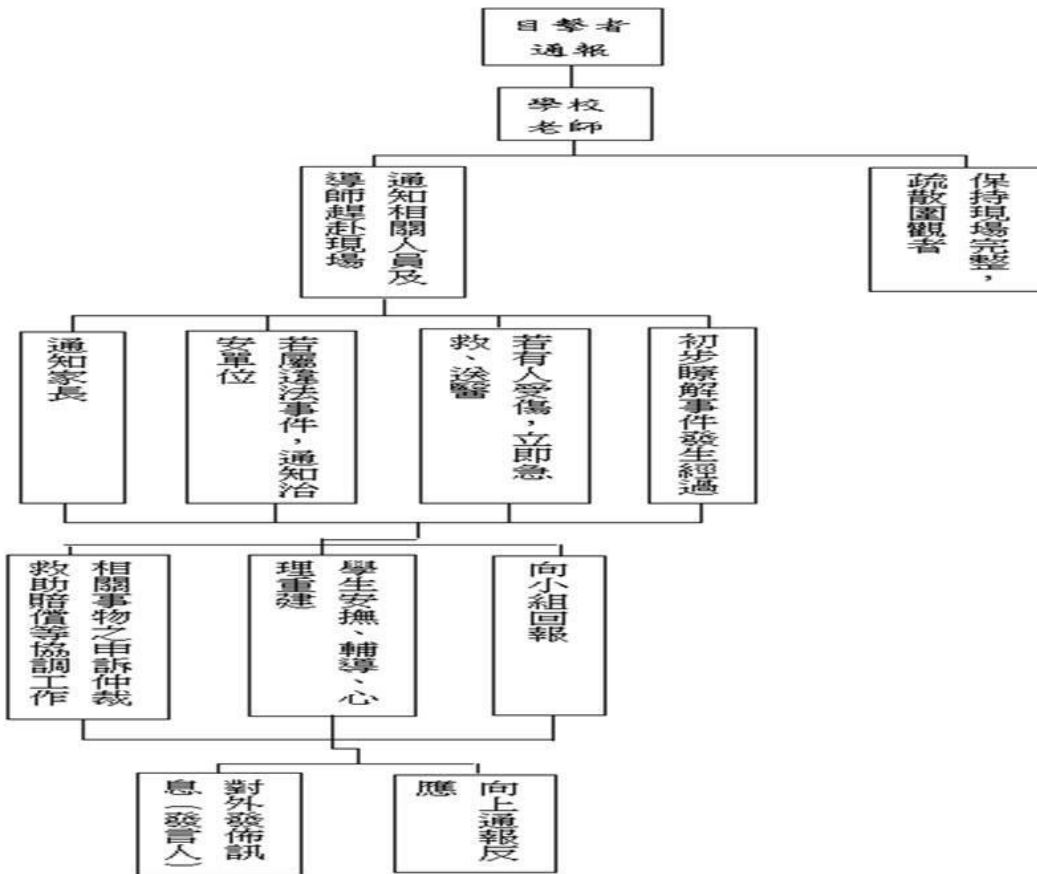 目擊者
通報
學校
老師
通知相關人員及
導師趕赴現場
保持現場完整，
疏散圍觀者
通知家長
若屬違法事件，通知治
安單位
若有人受傷，立即急
救、送醫
初步瞭解事件發生經過
相關事物之申訴仲裁
救助賠償等協調工作
學生安撫、輔導、心
理重建
向小組回報
對外發佈訊
息（發言人）
向上通報反
應